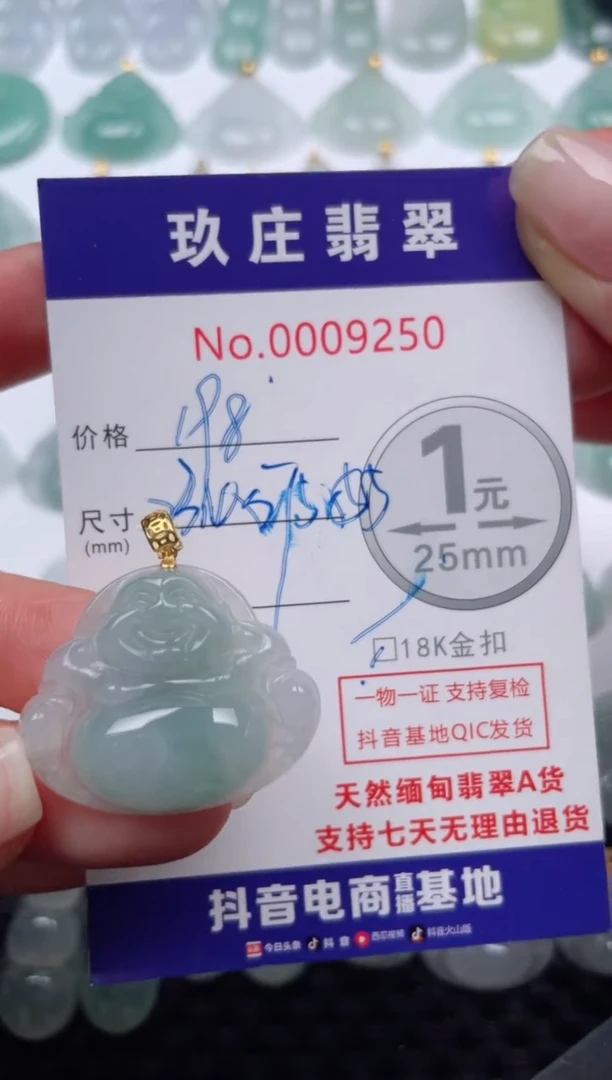 玖庄翡翠
No.0009250
价格 198
尺寸
(mm)
1元
25mm
18K金扣
一物一证 支持复检
抖音基地QIC发货
天然缅甸翡翠A货
支持七天无理由退货
抖音电商直播基地
今日头条 抖音 西瓜视频 抖音火山版